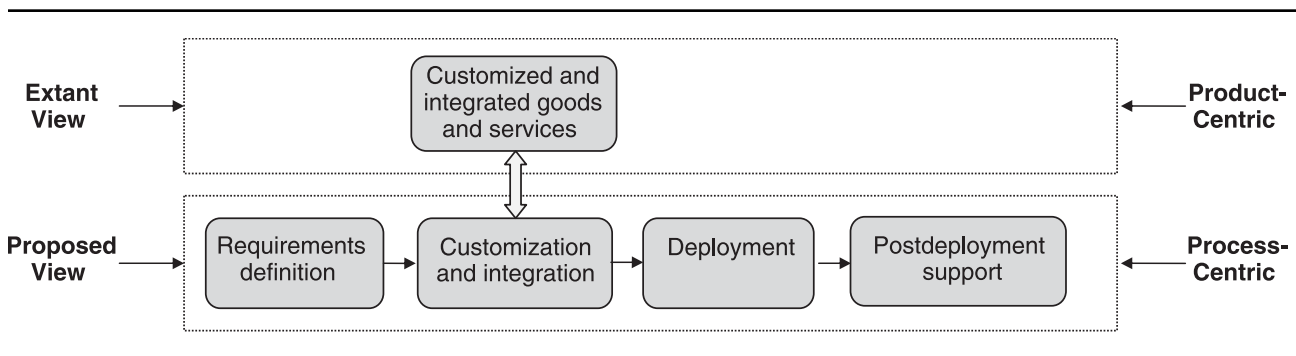 Extant
View
Customized and
integrated goods
and services
Product-
Centric
Proposed
View
Requirements
definition
Customization
and integration
Deployment
Postdeployment
support
Process-
Centric